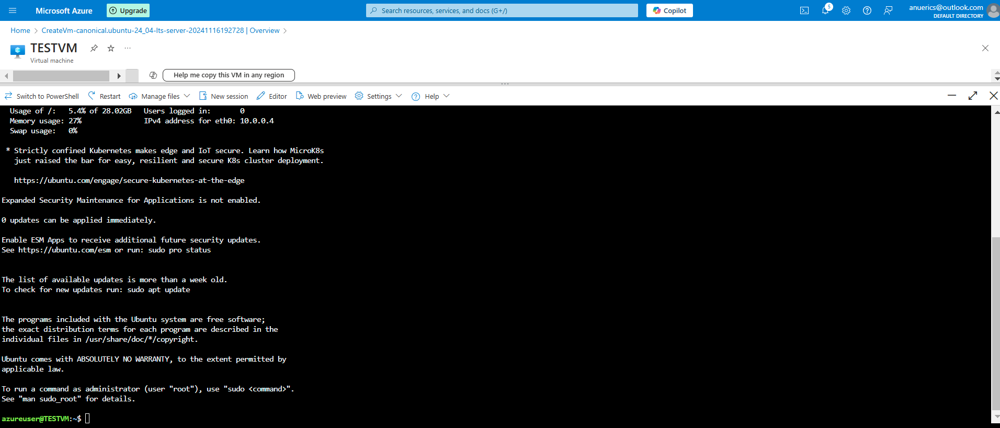 Microsoft Azure
Upgrade
Search resources, services, and docs (G+/)
Copilot
5
anuerics@outlook.com
DEFAULT DIRECTORY
Home > CreateVm-canonical.ubuntu-24_04-lts-server-20241116192728 | Overview >
TESTVM
Virtual machine
Help me copy this VM in any region
Switch to PowerShell Restart Manage files New session Editor Web preview Settings Help
Usage of /: 5.4% of 28.02GB Users logged in: 0
Memory usage: 27% IPv4 address for eth0: 10.0.0.4
Swap usage: 0%
* Strictly confined Kubernetes makes edge and IoT secure. Learn how MicroK8s
just raised the bar for easy, resilient and secure K8s cluster deployment.
https://ubuntu.com/engage/secure-kubernetes-at-the-edge
Expanded Security Maintenance for Applications is not enabled.
0 updates can be applied immediately.
Enable ESM Apps to receive additional future security updates.
See https://ubuntu.com/esm or run: sudo pro status
The list of available updates is more than a week old.
To check for new updates run: sudo apt update
The programs included with the Ubuntu system are free software;
the exact distribution terms for each program are described in the
individual files in /usr/share/doc/*/copyright.
Ubuntu comes with ABSOLUTELY NO WARRANTY, to the extent permitted by
applicable law.
To run a command as administrator (user "root"), use "sudo <command>".
See "man sudo_root" for details.
azureuser@TESTVM:~$